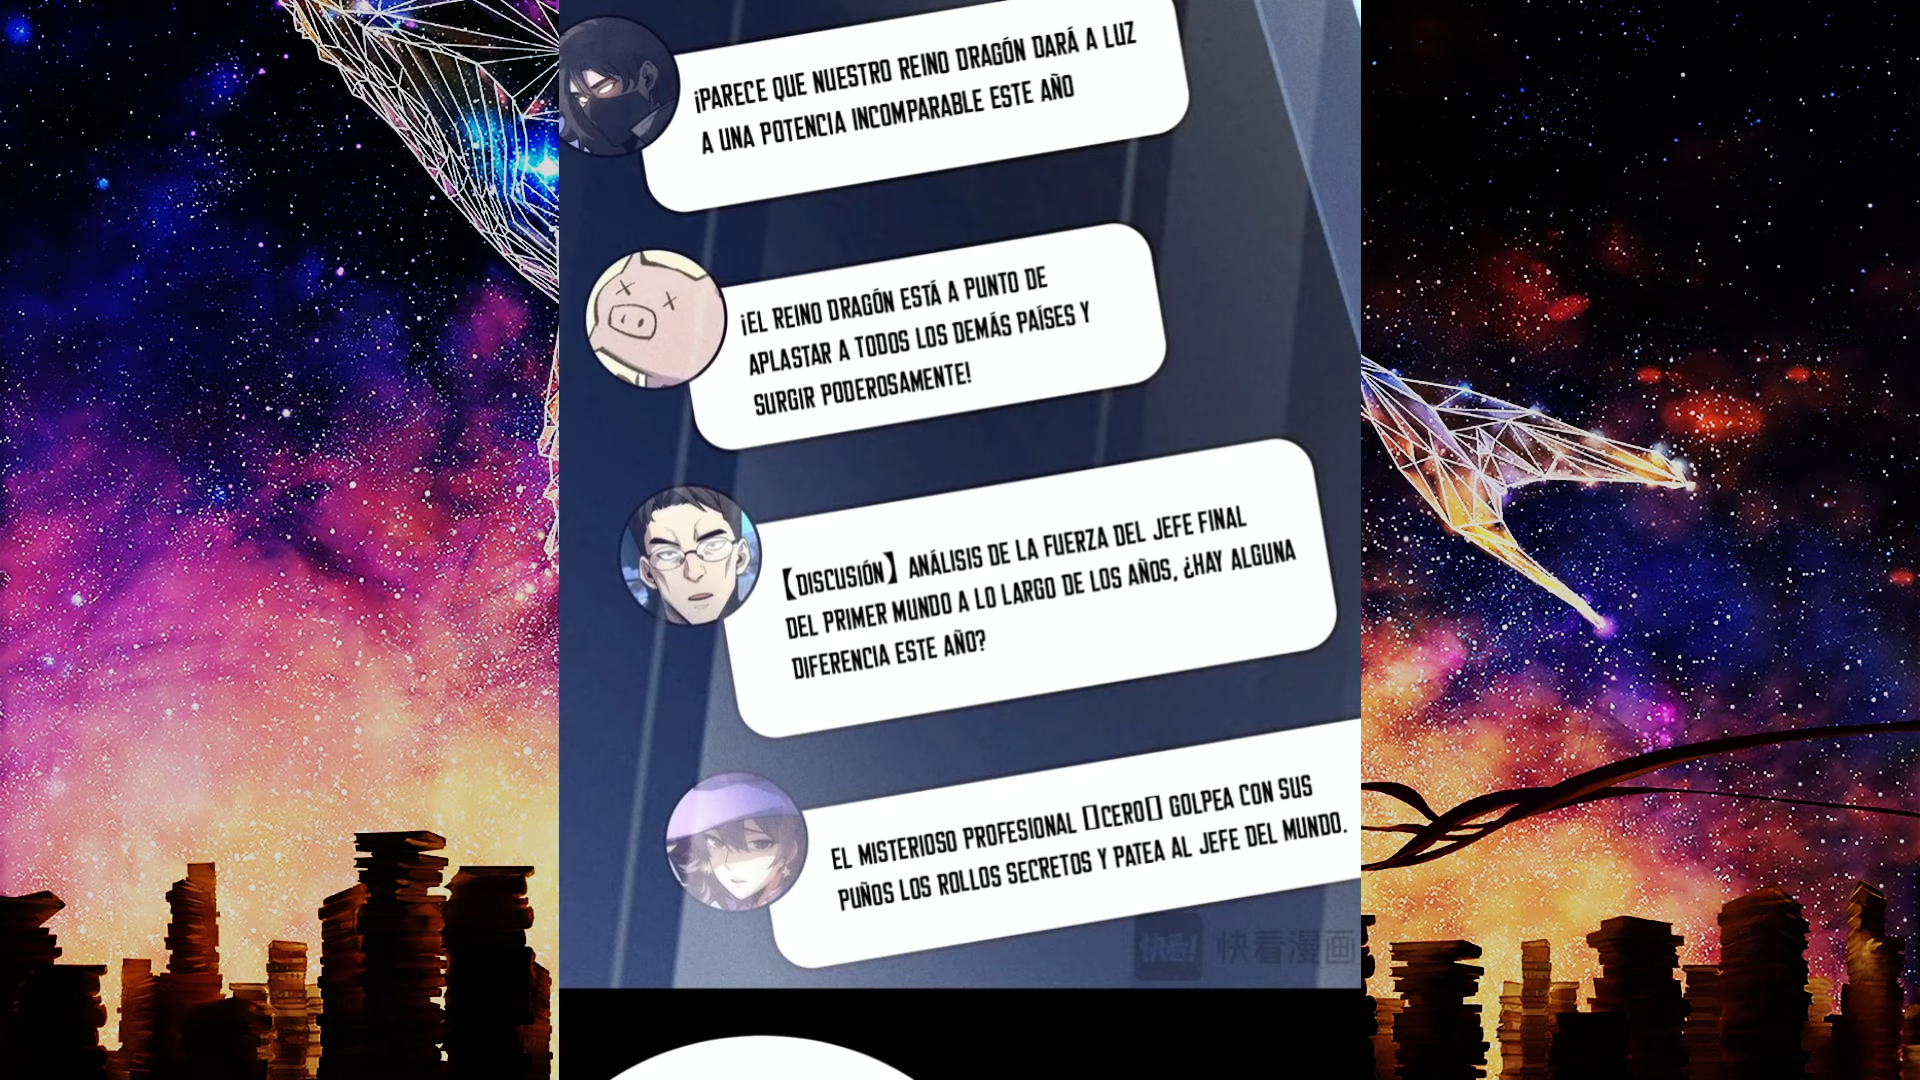 ¡PARECE QUE NUESTRO REINO DRAGÓN DARÁ A LUZ
A UNA POTENCIA INCOMPARABLE ESTE AÑO
¡EL REINO DRAGÓN ESTÁ A PUNTO DE
APLASTAR A TODOS LOS DEMÁS PAÍSES Y
SURGIR PODEROSAMENTE!
【DISCUSIÓN】 ANÁLISIS DE LA FUERZA DEL JEFE FINAL
DEL PRIMER MUNDO A LO LARGO DE LOS AÑOS, ¿HAY ALGUNA
DIFERENCIA ESTE AÑO?
EL MISTERIOSO PROFESIONAL ▯CERO▯ GOLPEA CON SUS
PUÑOS LOS ROLLOS SECRETOS Y PATEA AL JEFE DEL MUNDO.
快看! 快看漫画